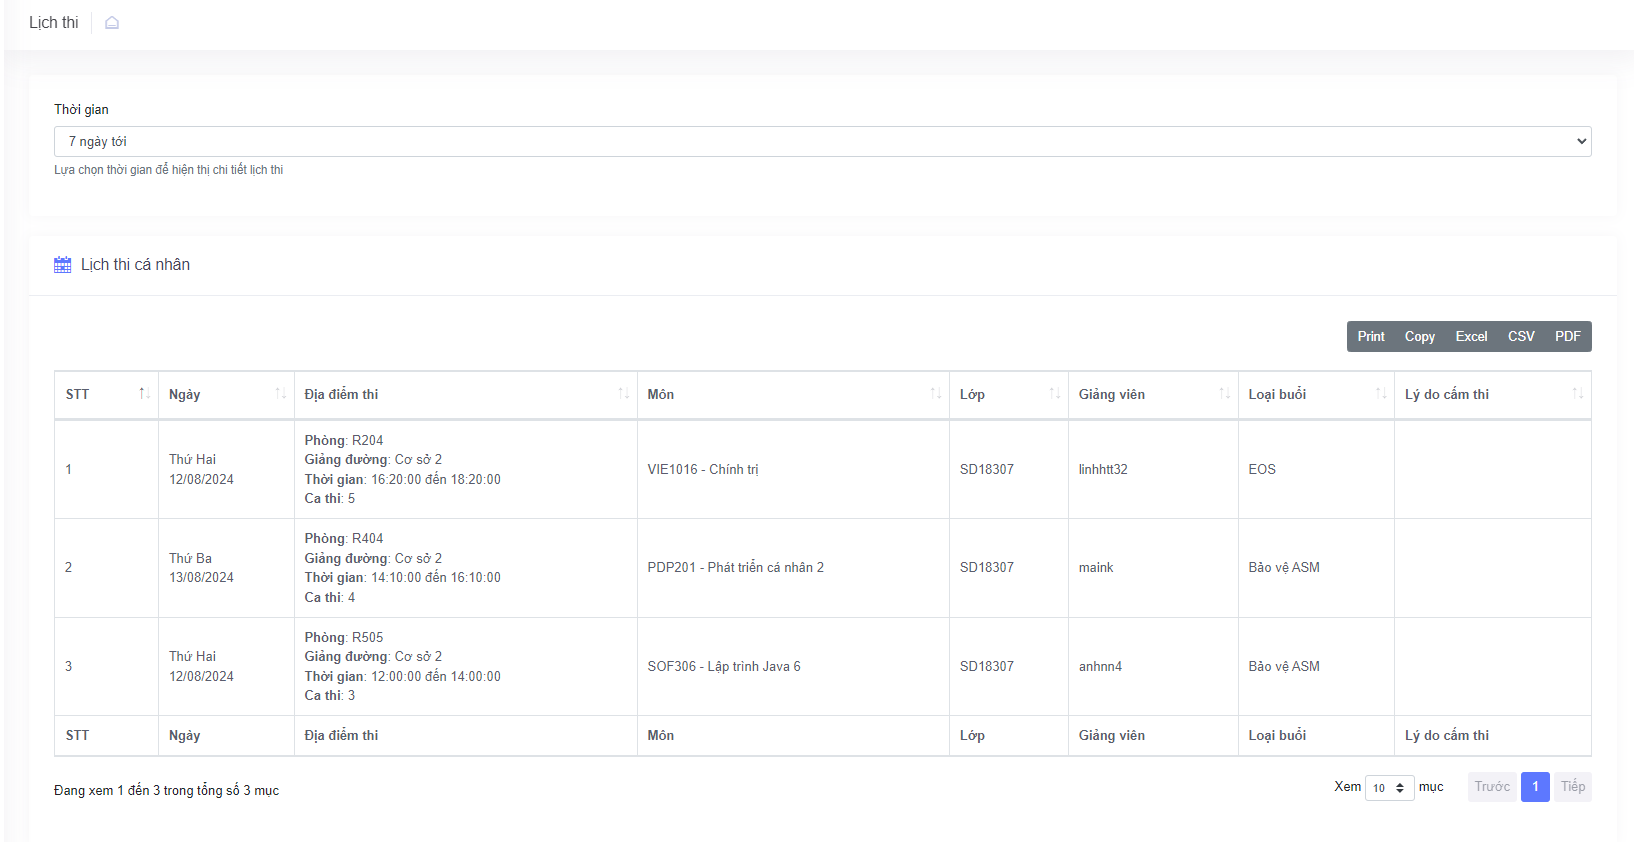 Lịch thi
Thời gian
7 ngày tới
Lựa chọn thời gian để hiện thị chi tiết lịch thi
Lịch thi cá nhân
Print Copy Excel CSV PDF
STT Ngày Địa điểm thi Môn Lớp Giảng viên Loại buổi Lý do cấm thi
1
Thứ Hai
12/08/2024
Phòng: R204
Giảng đường: Cơ sở 2
Thời gian: 16:20:00 đến 18:20:00
Ca thi: 5
VIE1016 - Chính trị
SD18307
linhhtt32
EOS
2
Thứ Ba
13/08/2024
Phòng: R404
Giảng đường: Cơ sở 2
Thời gian: 14:10:00 đến 16:10:00
Ca thi: 4
PDP201 - Phát triển cá nhân 2
SD18307
maink
Bảo vệ ASM
3
Thứ Hai
12/08/2024
Phòng: R505
Giảng đường: Cơ sở 2
Thời gian: 12:00:00 đến 14:00:00
Ca thi: 3
SOF306 - Lập trình Java 6
SD18307
anhnn4
Bảo vệ ASM
STT Ngày Địa điểm thi Môn Lớp Giảng viên Loại buổi Lý do cấm thi
Đang xem 1 đến 3 trong tổng số 3 mục
Xem 10 mục Trước 1 Tiếp